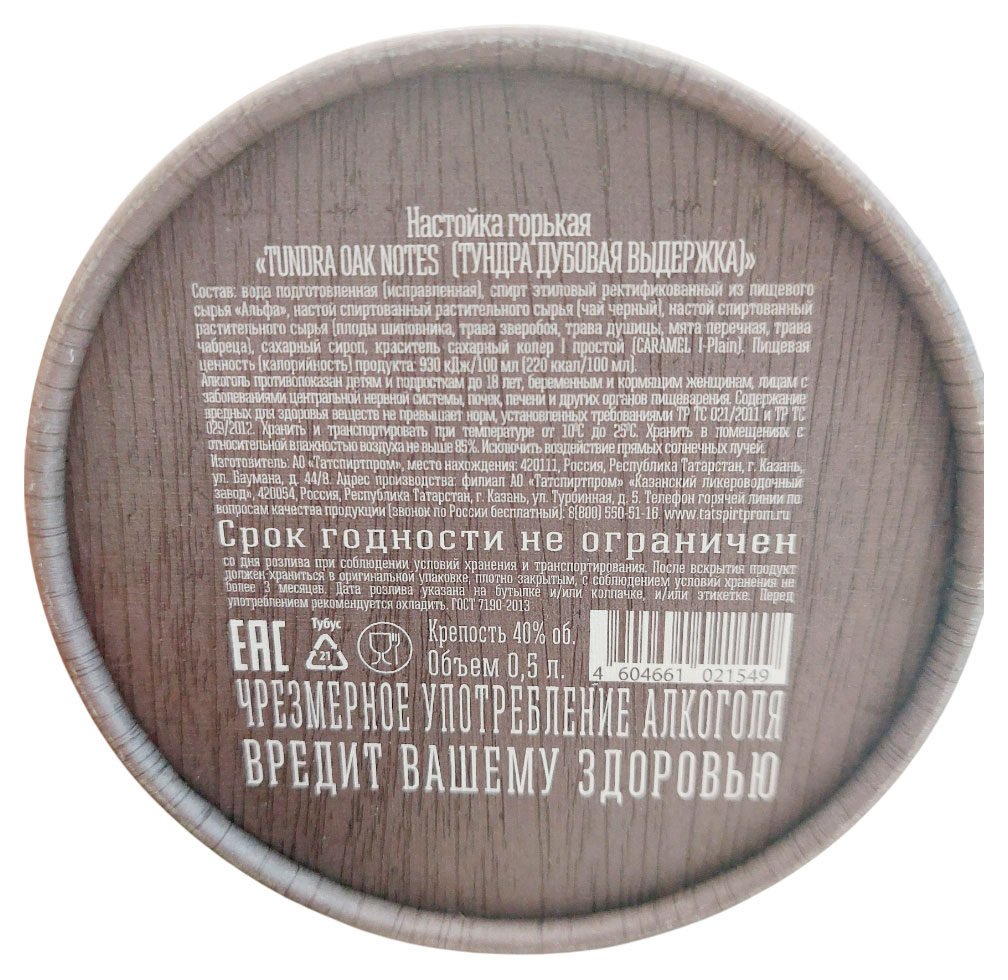 Настойка горькая
«TUNDRA OAK NOTES (ТУНДРА ДУБОВАЯ ВЫДЕРЖКА)»
Состав: вода подготовленная (исправленная), спирт этиловый ректификованный из пищевого
сырья «Альфа», настой спиртованный растительного сырья (чай черный), настой спиртованный
растительного сырья (плоды шиповника, трава зверобоя, трава душицы, мята перечная, трава
чабреца), сахарный сироп, краситель сахарный колер I простой (CARAMEL I-Plain). Пищевая
ценность (калорийность) продукта: 930 кДж/100 мл (220 ккал/100 мл).
Алкоголь противопоказан детям и подросткам до 18 лет, беременным и кормящим женщинам, лицам с
заболеваниями центральной нервной системы, почек, печени и других органов пищеварения. Содержание
вредных для здоровья веществ не превышает норм, установленных требованиями ТР ТС 021/2011 и ТР ТС
029/2012. Хранить и транспортировать при температуре от 10°С до 25°С. Хранить в помещениях с
относительной влажностью воздуха не выше 85%. Исключить воздействие прямых солнечных лучей.
Изготовитель: АО «Татспиртпром», место нахождения: 420111, Россия, Республика Татарстан, г. Казань,
ул. Баумана, д. 44/8. Адрес производства: филиал АО «Татспиртпром» «Казанский ликероводочный
завод», 420054, Россия, Республика Татарстан, г. Казань, ул. Турбинная, д. 5. Телефон горячей линии по
вопросам качества продукции (звонок по России бесплатный): 8(800) 550-51-16 www.tatspirtprom.ru
Срок годности не ограничен
со дня розлива при соблюдении условий хранения и транспортирования. После вскрытия продукт
должен храниться в оригинальной упаковке, плотно закрытым, с соблюдением условий хранения не
более 3 месяцев. Дата розлива указана на бутылке и/или колпачке, и/или этикетке. Перед
употреблением рекомендуется охладить. ГОСТ 7190-2013
EAC
Тубус
21
Крепость 40% об.
Объем 0,5 л.
4 604661 021549
ЧРЕЗМЕРНОЕ УПОТРЕБЛЕНИЕ АЛКОГОЛЯ
ВРЕДИТ ВАШЕМУ ЗДОРОВЬЮ